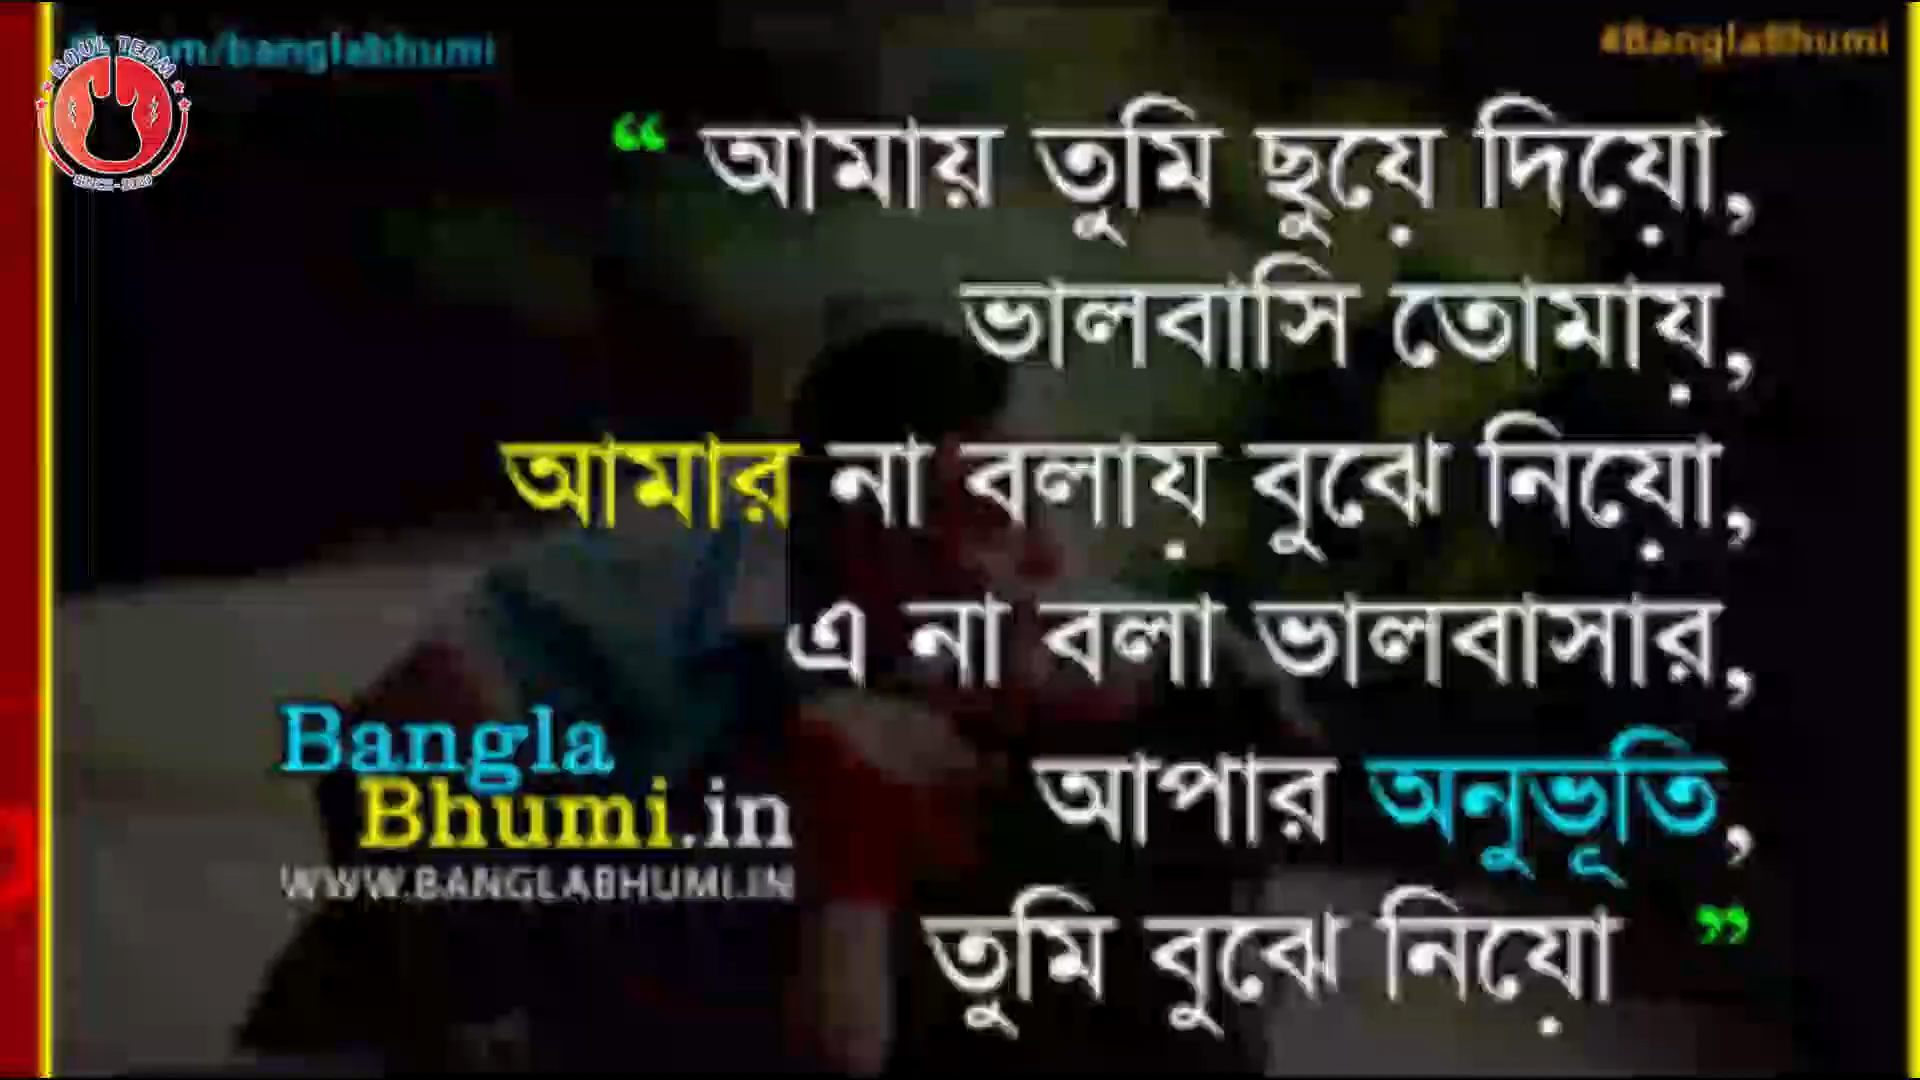 BAUL TEAM
m/banglabhumi
#BanglaBhumi
“ আমায় তুমি ছুয়ে দিয়ো,
ভালবাসি তোমায়,
আমার না বলায় বুঝে নিয়ো,
এ না বলা ভালবাসার,
আপার অনুভূতি,
তুমি বুঝে নিয়ো ”
Bangla
Bhumi.in
WWW.BANGLABHUMI.IN